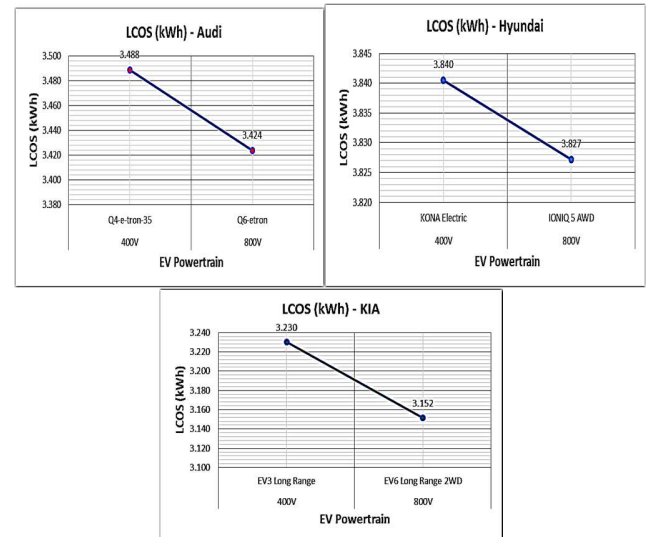 LCOS (kWh) - Audi
3.500
3.480
3.460
3.440
3.420
3.400
3.380
LCOS (kWh)
3.488
3.424
Q4-e-tron-35
Q6-etron
400V
800V
EV Powertrain
LCOS (kWh) - Hyundai
3.845
3.840
3.835
3.830
3.825
3.820
LCOS (kWh)
3.840
3.827
KONA Electric
IONIQ 5 AWD
400V
800V
EV Powertrain
LCOS (kWh) - KIA
3.240
3.220
3.200
3.180
3.160
3.140
3.120
3.100
LCOS (kWh)
3.230
3.152
EV3 Long Range
EV6 Long Range 2WD
400V
800V
EV Powertrain